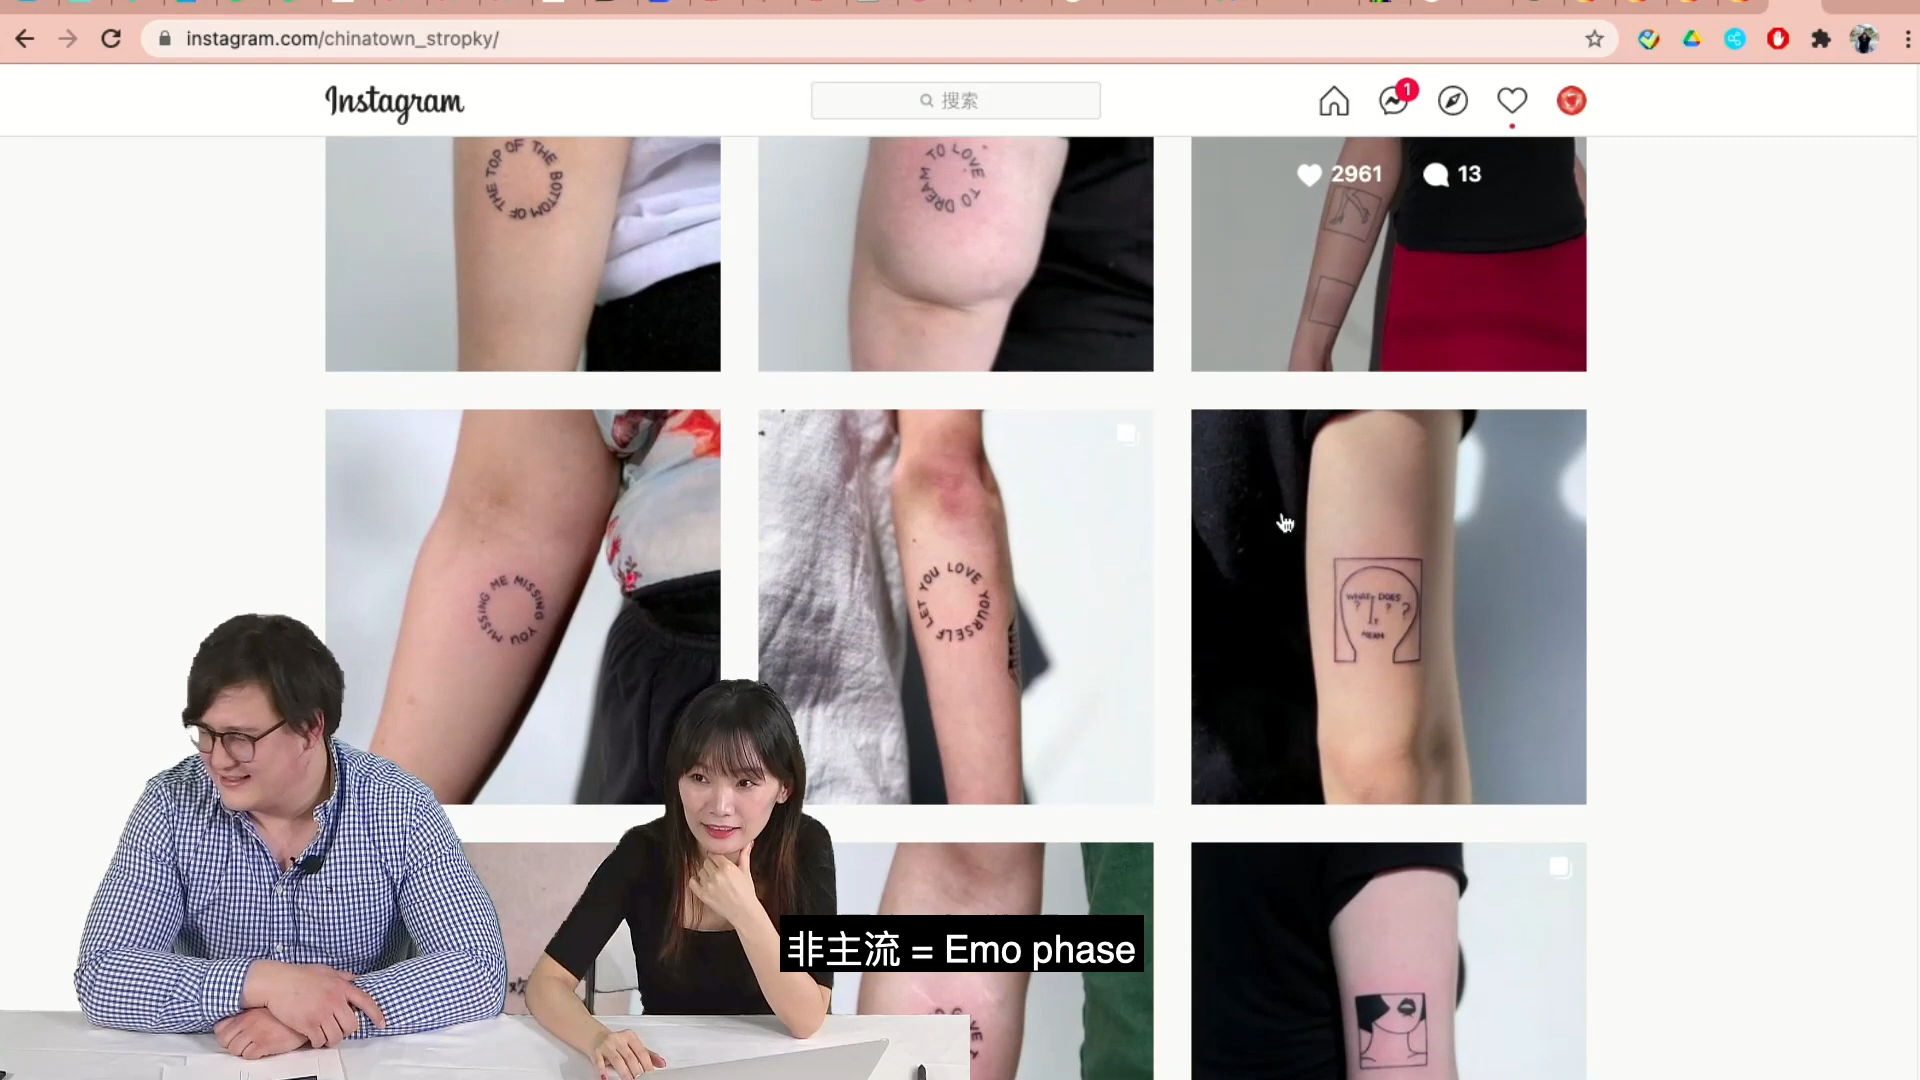 instagram.com/chinatown_stropky/
Instagram
搜索
1
THE TOP OF THE BOTTOM OF
TO LOVE TO DREAM
2961
13
MISSING ME MISSING YOU
LET YOU LOVE YOURSELF
WHAT DOES
? ? ? ?
IT
MEAN
非主流 = Emo phase